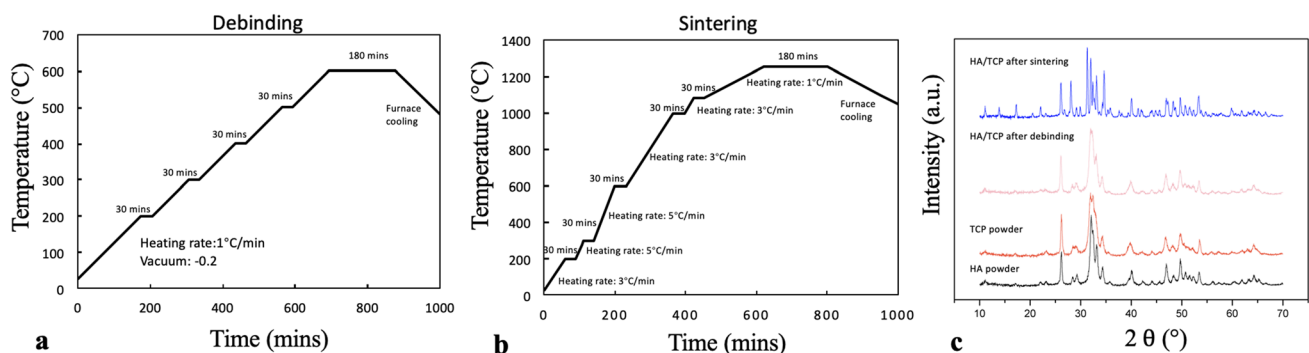 Debinding
700
600
500
400
300
200
100
0
Temperature (°C)
30 mins
30 mins
30 mins
30 mins
180 mins
Furnace
cooling
Heating rate:1°C/min
Vacuum: -0.2
0 200 400 600 800 1000
Time (mins)
a
Sintering
1400
1200
1000
800
600
400
200
0
Temperature (°C)
180 mins
30 mins
Heating rate: 1°C/min
30 mins
Heating rate: 3°C/min
Furnace
cooling
Heating rate: 3°C/min
30 mins
Heating rate: 5°C/min
30 mins
30 mins
Heating rate: 5°C/min
Heating rate: 3°C/min
0 200 400 600 800 1000
Time (mins)
b
Intensity (a.u.)
HA/TCP after sintering
HA/TCP after debinding
TCP powder
HA powder
10 20 30 40 50 60 70
2 θ (°)
c